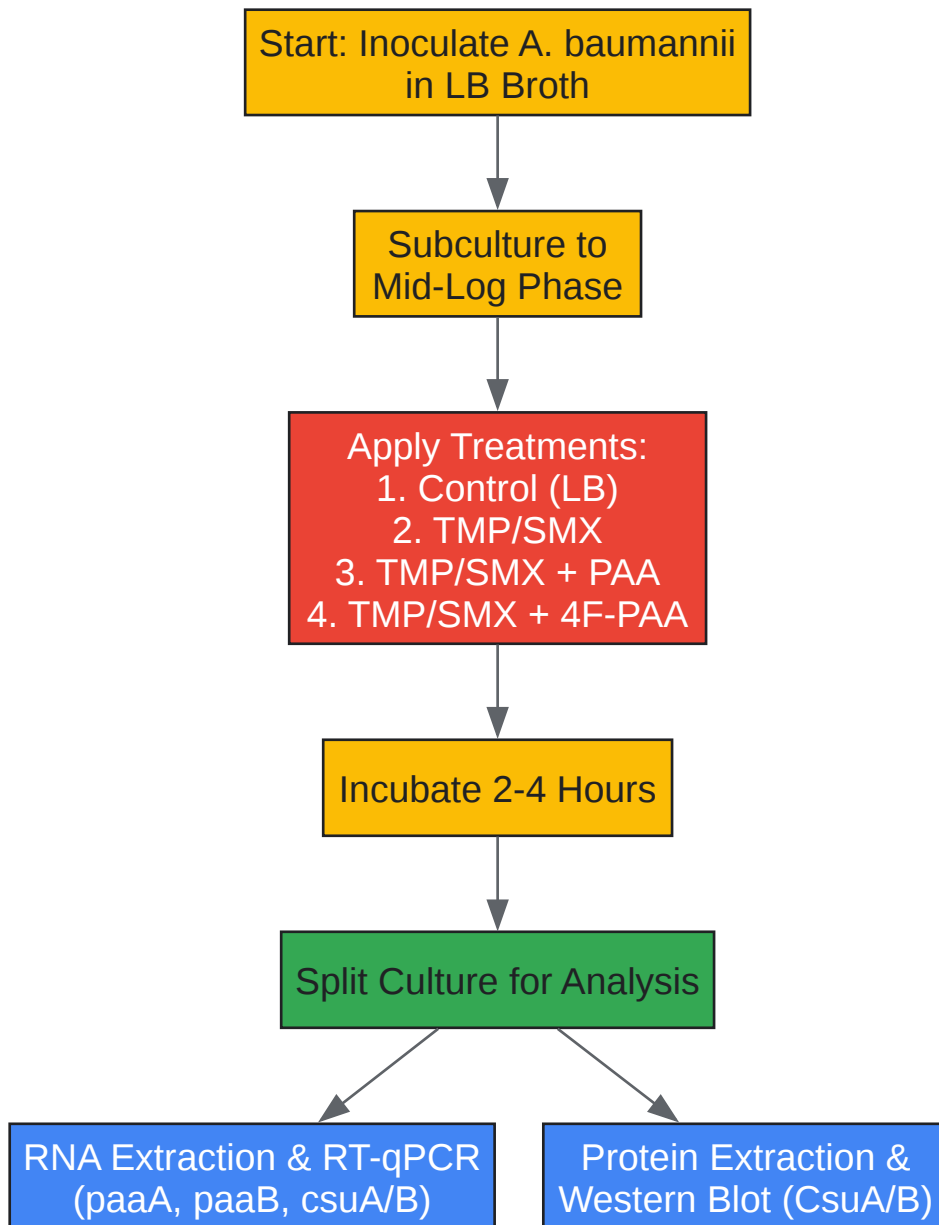 Start: Inoculate A. baumannii
in LB Broth
Subculture to
Mid-Log Phase
Apply Treatments:
1. Control (LB)
2. TMP/SMX
3. TMP/SMX + PAA
4. TMP/SMX + 4F-PAA
Incubate 2-4 Hours
Split Culture for Analysis
RNA Extraction & RT-qPCR
(paaA, paaB, csuA/B)
Protein Extraction &
Western Blot (CsuA/B)